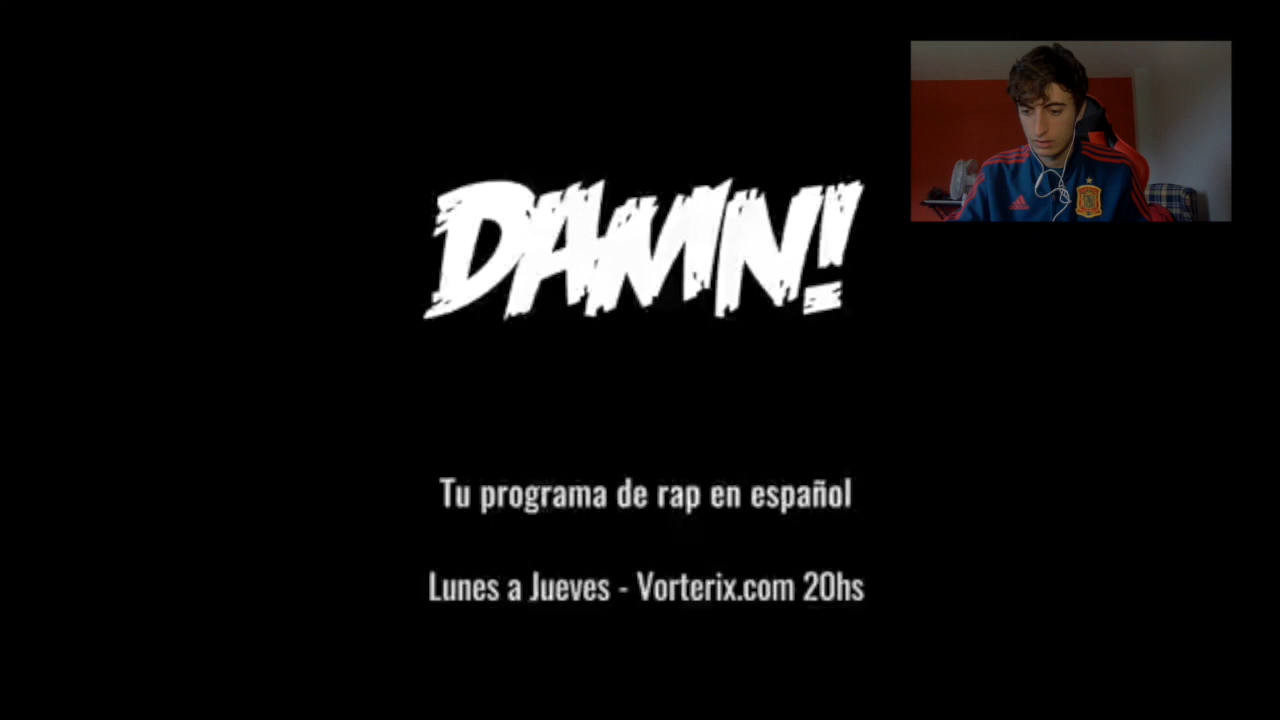 DAMN!
Tu programa de rap en español
Lunes a Jueves - Vorterix.com 20hs